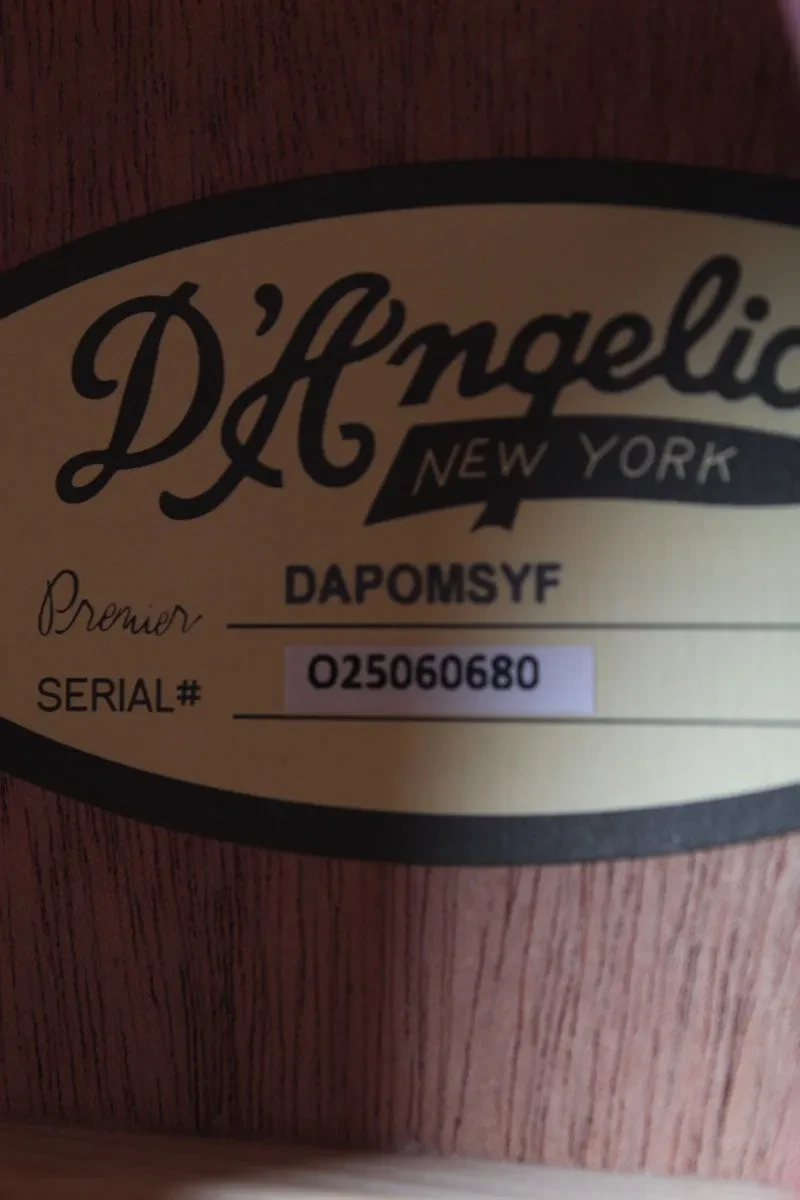 D'Angelic
NEW YORK
Premier DAPOMSYF
SERIAL# O25060680